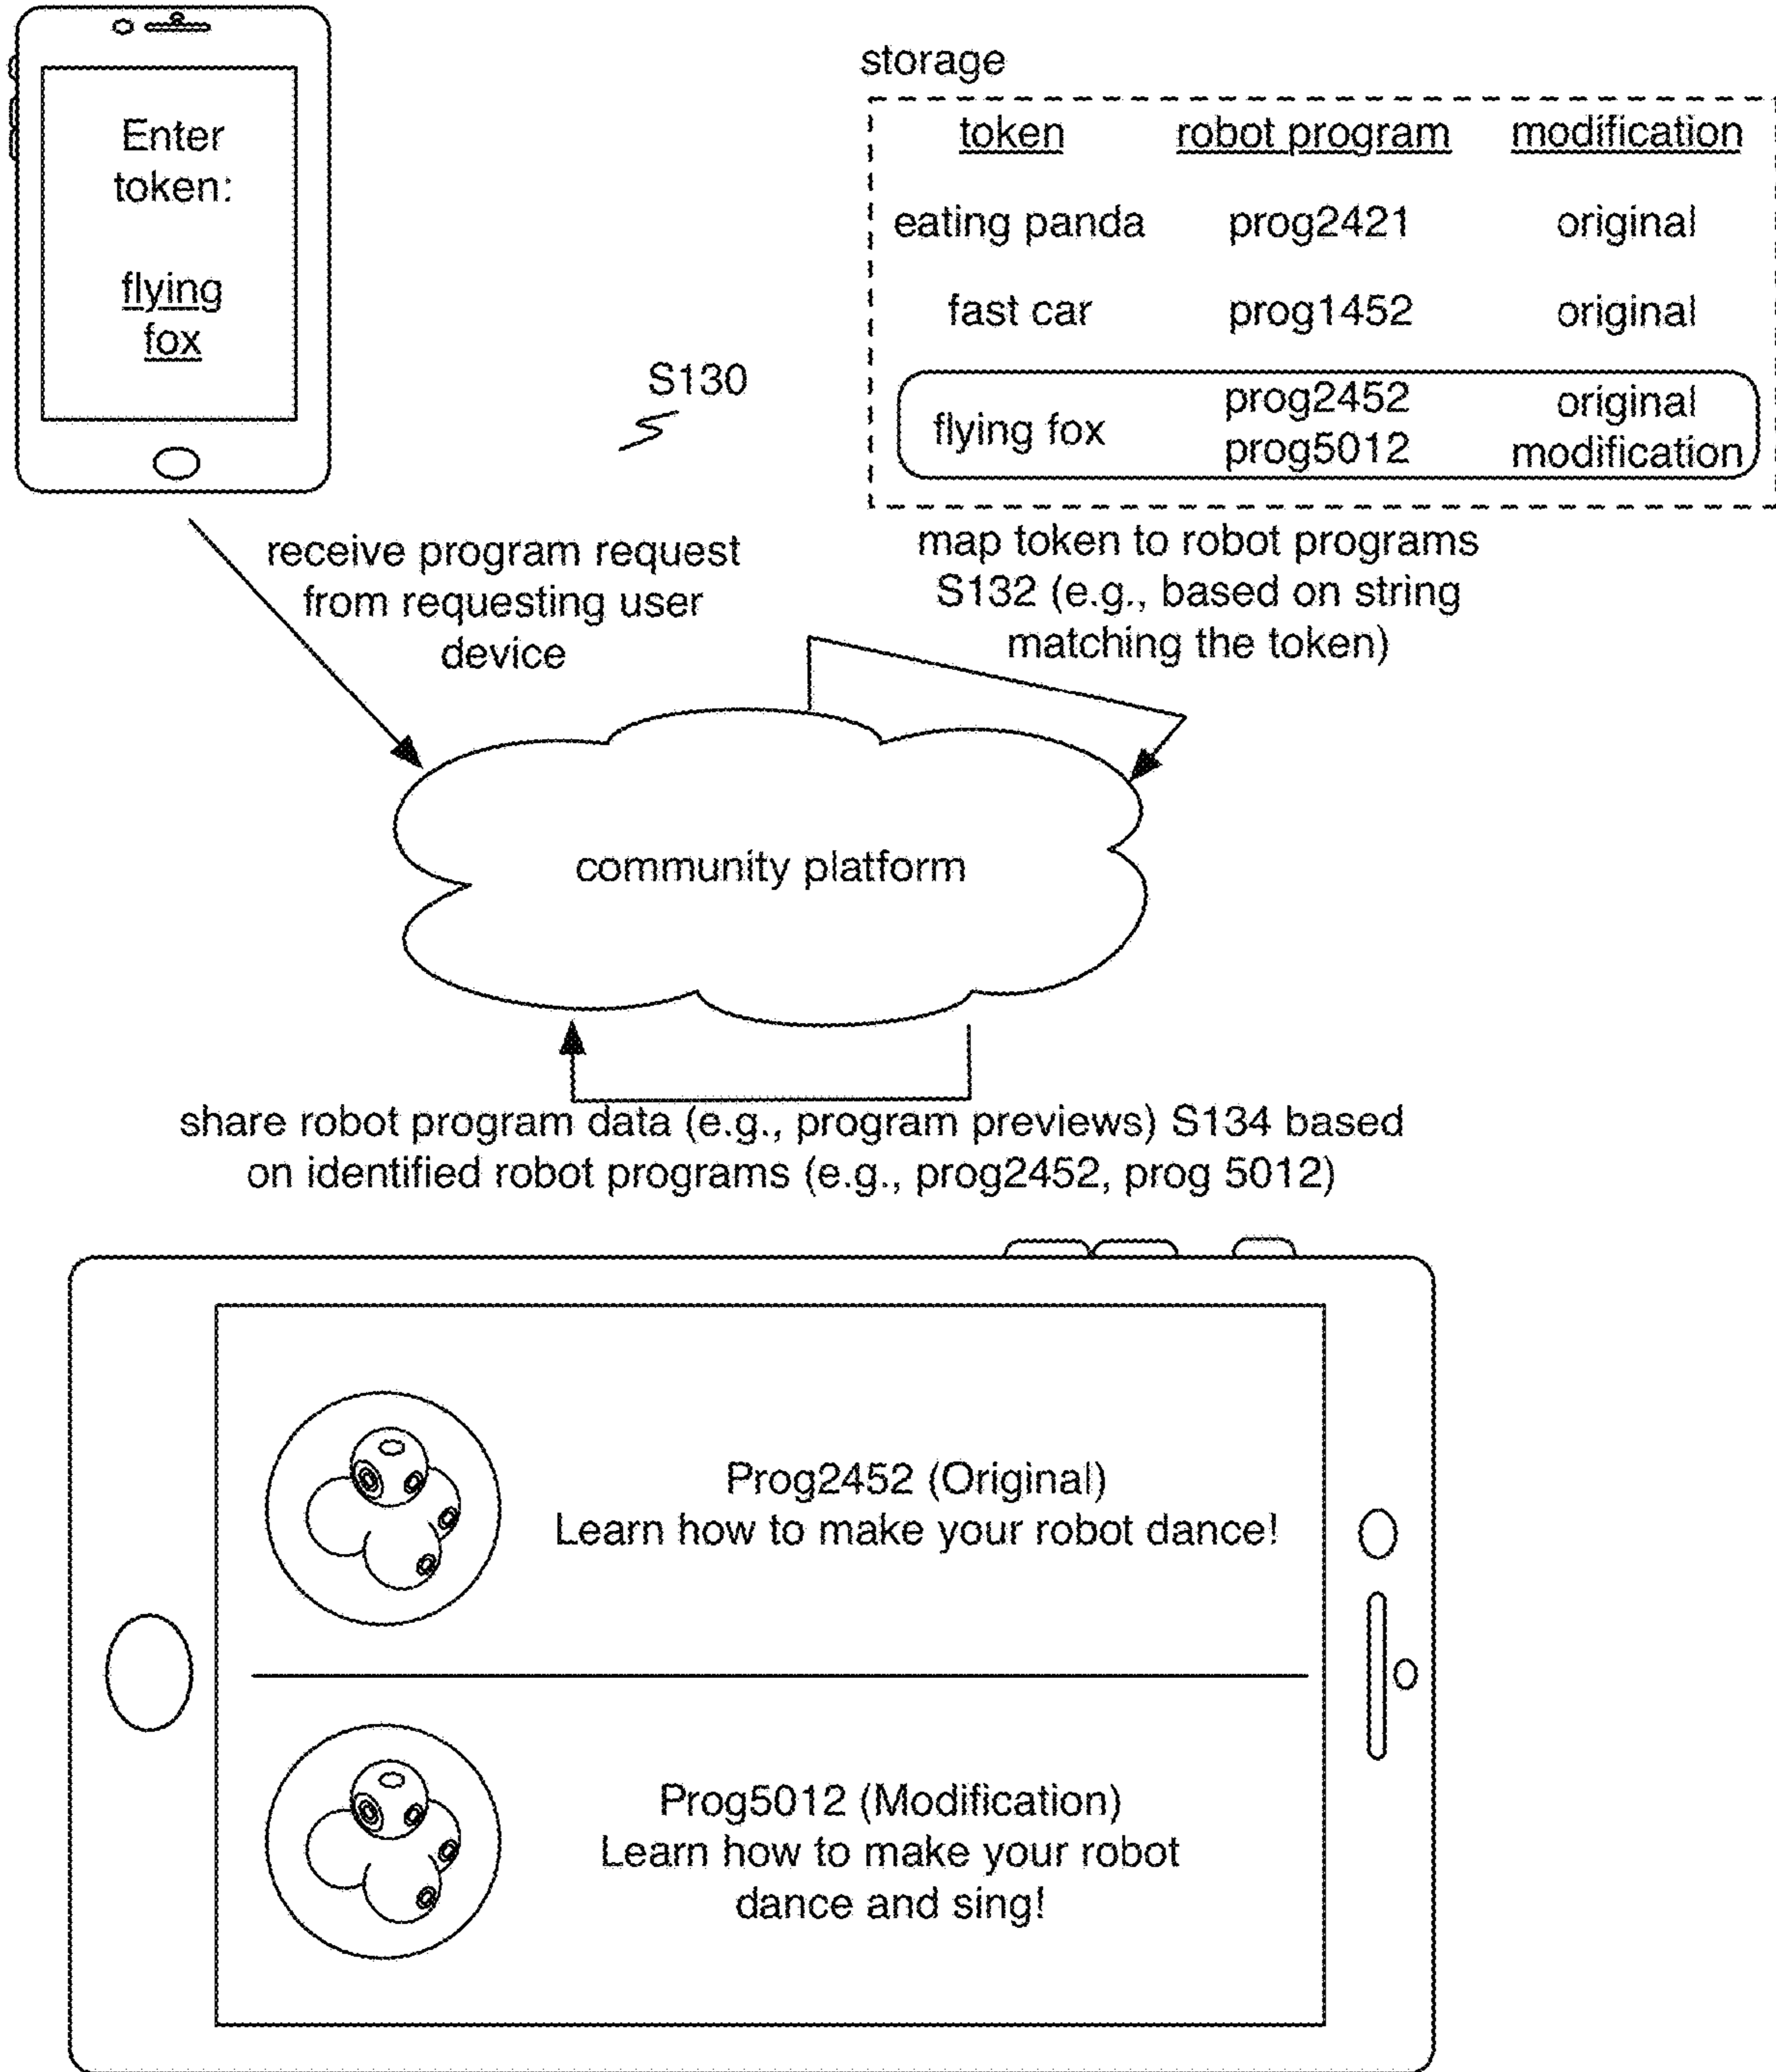 Enter
token:
flying
fox
storage
token robot program modification
eating panda prog2421 original
fast car prog1452 original
flying fox
prog2452 original
prog5012 modification
S130
receive program request
from requesting user
device
map token to robot programs
S132 (e.g., based on string
matching the token)
community platform
share robot program data (e.g., program previews) S134 based
on identified robot programs (e.g., prog2452, prog 5012)
Prog2452 (Original)
Learn how to make your robot dance!
Prog5012 (Modification)
Learn how to make your robot
dance and sing!